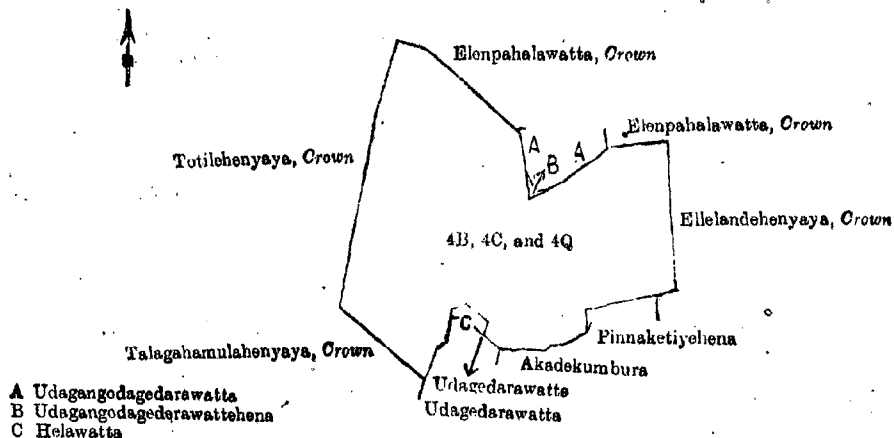 Elenpahalawatta, Crown
A
Elenpahalawatta, Crown
B A
Totilehenyaya, Crown
Ellelandehenyaya, Crown
4B, 4C, and 4Q
C
Pinnaketiyehena
Talagahamulahenyaya, Crown
Akadekumbura
Udagedarawatte
Udagedarawatta
A Udagangodagedarawatta
B Udagangodagederawattehena
C Helawatta